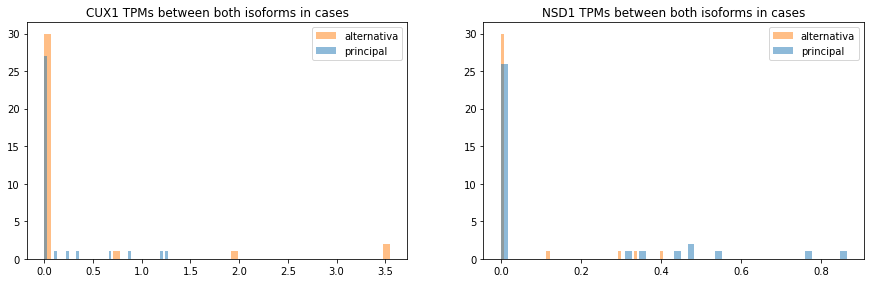 CUX1 TPMs between both isoforms in cases
alternativa
principal
30
25
20
15
10
5
0
0.0 0.5 1.0 1.5 2.0 2.5 3.0 3.5
NSD1 TPMs between both isoforms in cases
alternativa
principal
30
25
20
15
10
5
0
0.0 0.2 0.4 0.6 0.8